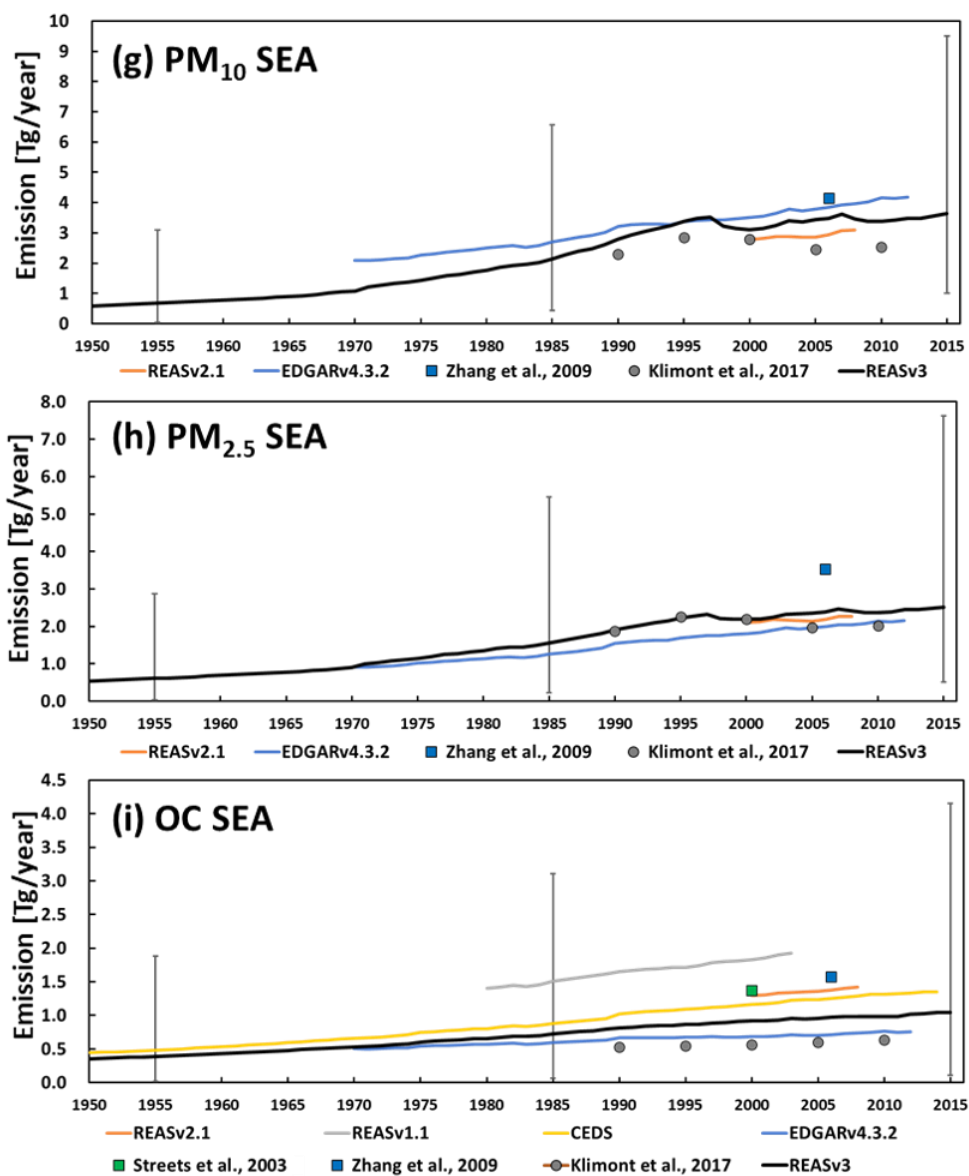 (g) PM10 SEA
Emission [Tg/year]
10
9
8
7
6
5
4
3
2
1
0
1950 1955 1960 1965 1970 1975 1980 1985 1990 1995 2000 2005 2010 2015
REASv2.1 EDGARv4.3.2 Zhang et al., 2009 Klimont et al., 2017 REASv3
(h) PM2.5 SEA
Emission [Tg/year]
8.0
7.0
6.0
5.0
4.0
3.0
2.0
1.0
0.0
1950 1955 1960 1965 1970 1975 1980 1985 1990 1995 2000 2005 2010 2015
REASv2.1 EDGARv4.3.2 Zhang et al., 2009 Klimont et al., 2017 REASv3
(i) OC SEA
Emission [Tg/year]
4.5
4.0
3.5
3.0
2.5
2.0
1.5
1.0
0.5
0.0
1950 1955 1960 1965 1970 1975 1980 1985 1990 1995 2000 2005 2010 2015
REASv2.1 REASv1.1 CEDS EDGARv4.3.2
Streets et al., 2003 Zhang et al., 2009 Klimont et al., 2017 REASv3